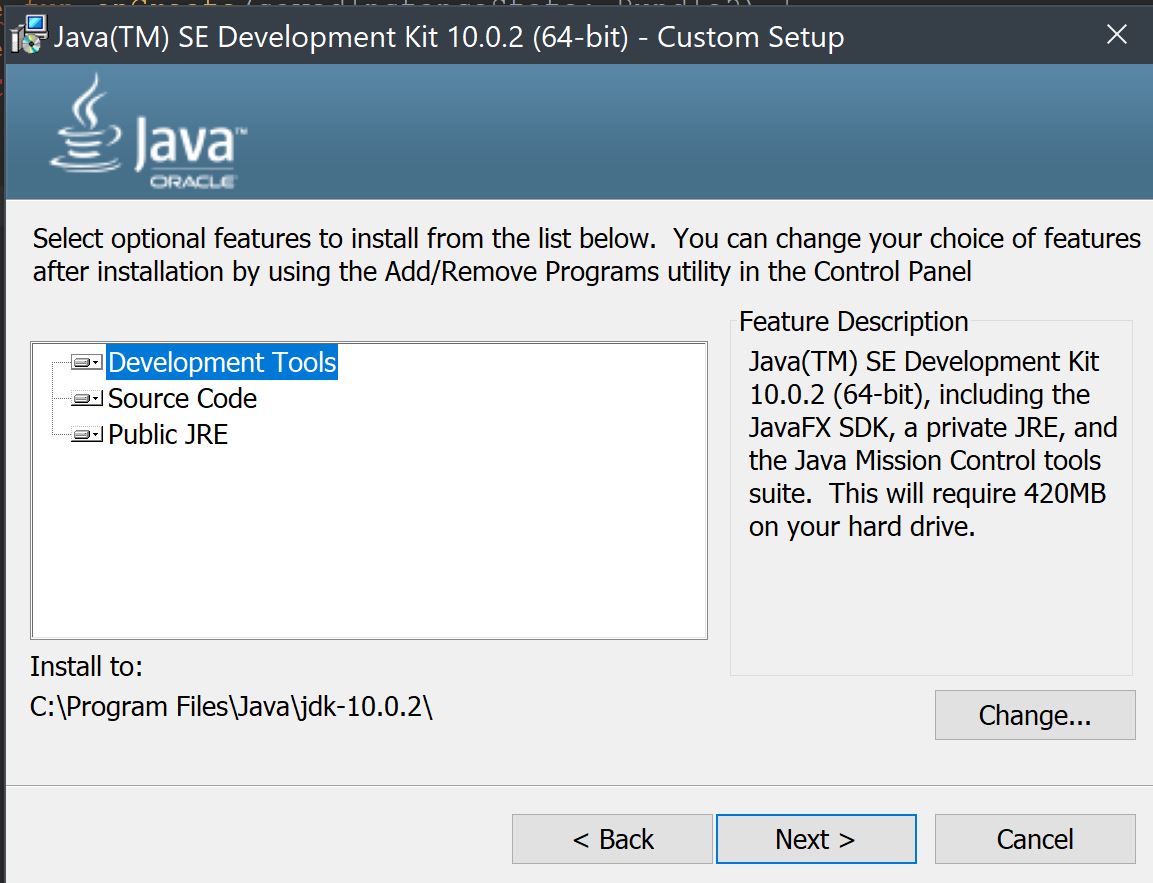 Java(TM) SE Development Kit 10.0.2 (64-bit) - Custom Setup
Java™
ORACLE
Select optional features to install from the list below.  You can change your choice of features
after installation by using the Add/Remove Programs utility in the Control Panel
Development Tools
Source Code
Public JRE
Feature Description
Java(TM) SE Development Kit
10.0.2 (64-bit), including the
JavaFX SDK, a private JRE, and
the Java Mission Control tools
suite.  This will require 420MB
on your hard drive.
Install to:
C:\Program Files\Java\jdk-10.0.2\
Change...
< Back
Next >
Cancel